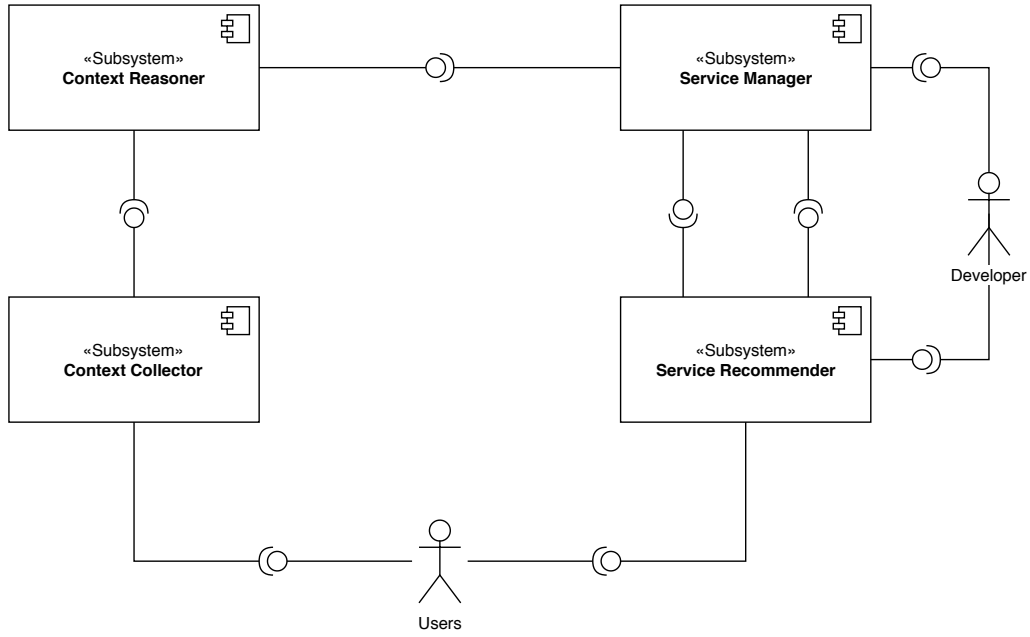 «Subsystem»
Context Reasoner
«Subsystem»
Service Manager
Developer
«Subsystem»
Context Collector
«Subsystem»
Service Recommender
Users